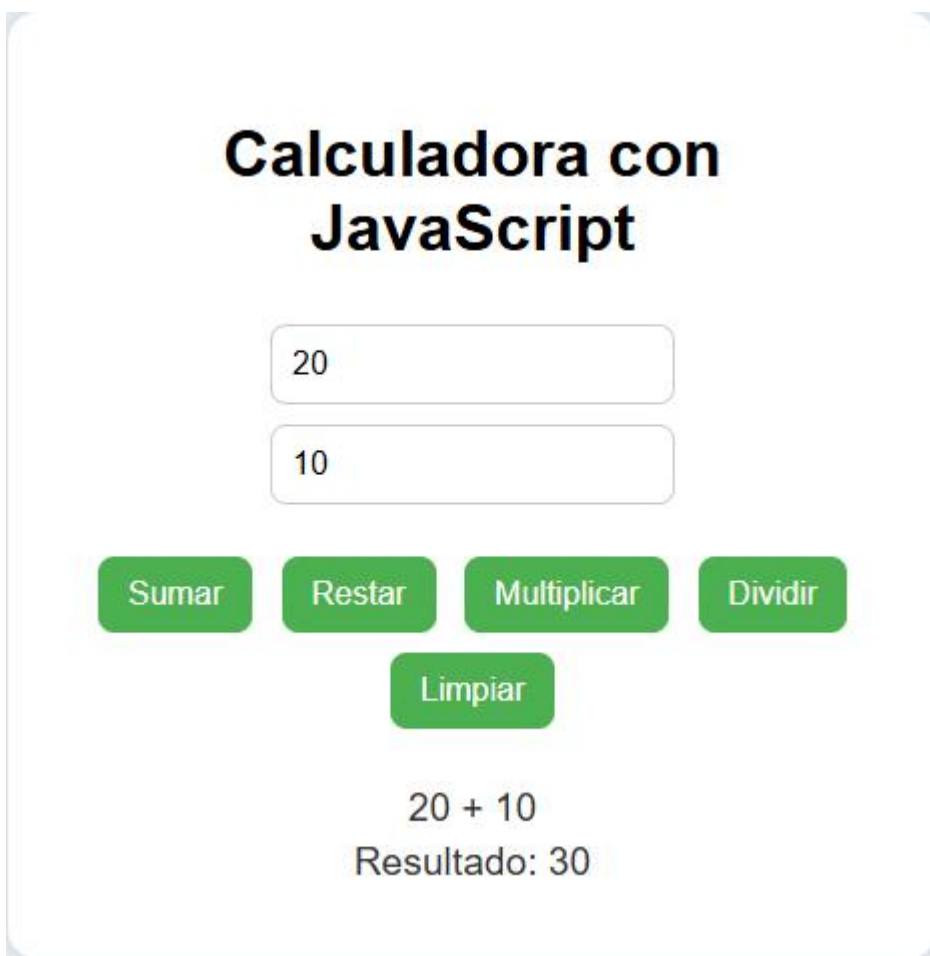 Calculadora con
JavaScript
20
10
Sumar Restar Multiplicar Dividir
Limpiar
20 + 10
Resultado: 30